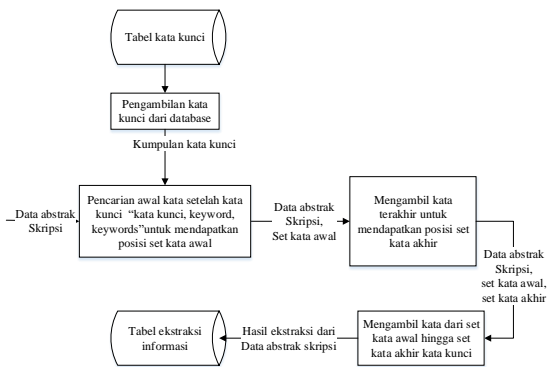 Tabel kata kunci
Pengambilan kata
kunci dari database
Kumpulan kata kunci
Data abstrak
Skripsi
Pencarian awal kata setelah kata
kunci “kata kunci, keyword,
keywords”untuk mendapatkan
posisi set kata awal
Data abstrak
Skripsi,
Set kata awal
Mengambil kata
terakhir untuk
mendapatkan posisi set
kata akhir
Data abstrak
Skripsi,
set kata awal,
set kata akhir
Mengambil kata dari set
kata awal hingga set
kata akhir kata kunci
Hasil ekstraksi dari
Data abstrak skripsi
Tabel ekstraksi
informasi